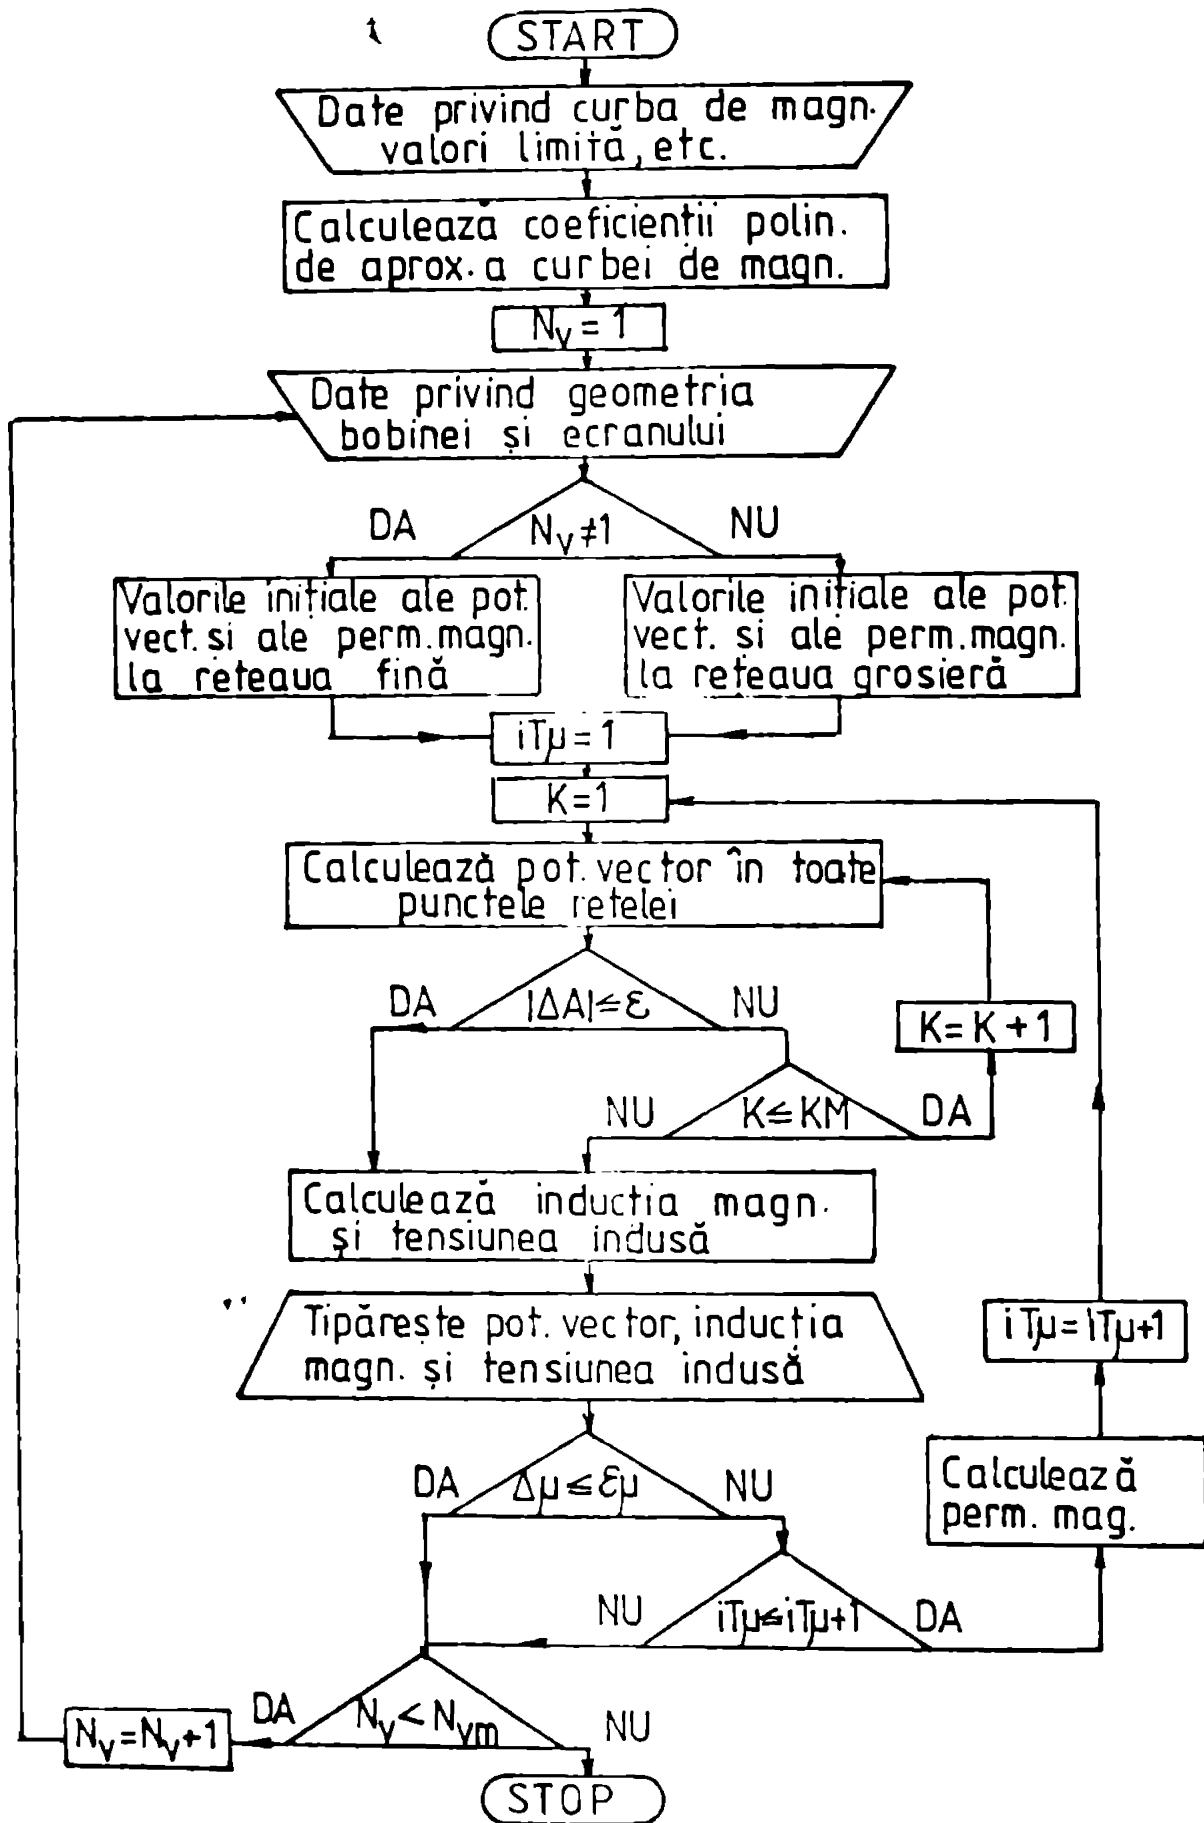 START
Date privind curba de magn.
valori limită, etc.
Calculează coeficientii polin.
de aprox. a curbei de magn.
Nv = 1
Date privind geometria
bobinei și ecranului
DA
Nv ≠ 1
NU
Valorile inițiale ale pot.
vect. si ale perm. magn.
la rețeaua fină
Valorile inițiale ale pot.
vect. și ale perm. magn.
la rețeaua grosieră
iTμ = 1
K = 1
Calculează pot. vector în toate
punctele retelei
DA
|ΔA| ≤ ε
NU
K = K + 1
NU
K ≤ KM
DA
Calculează inductia magn.
și tensiunea indusă
Tipărește pot. vector, inducția
magn. și tensiunea indusă
iTμ = iTμ+1
DA
Δμ ≤ εμ
NU
Calculează
perm. mag.
NU
iTμ ≤ iTμ+1
DA
Nv = Nv+1
DA
Nv < Nvm
NU
STOP